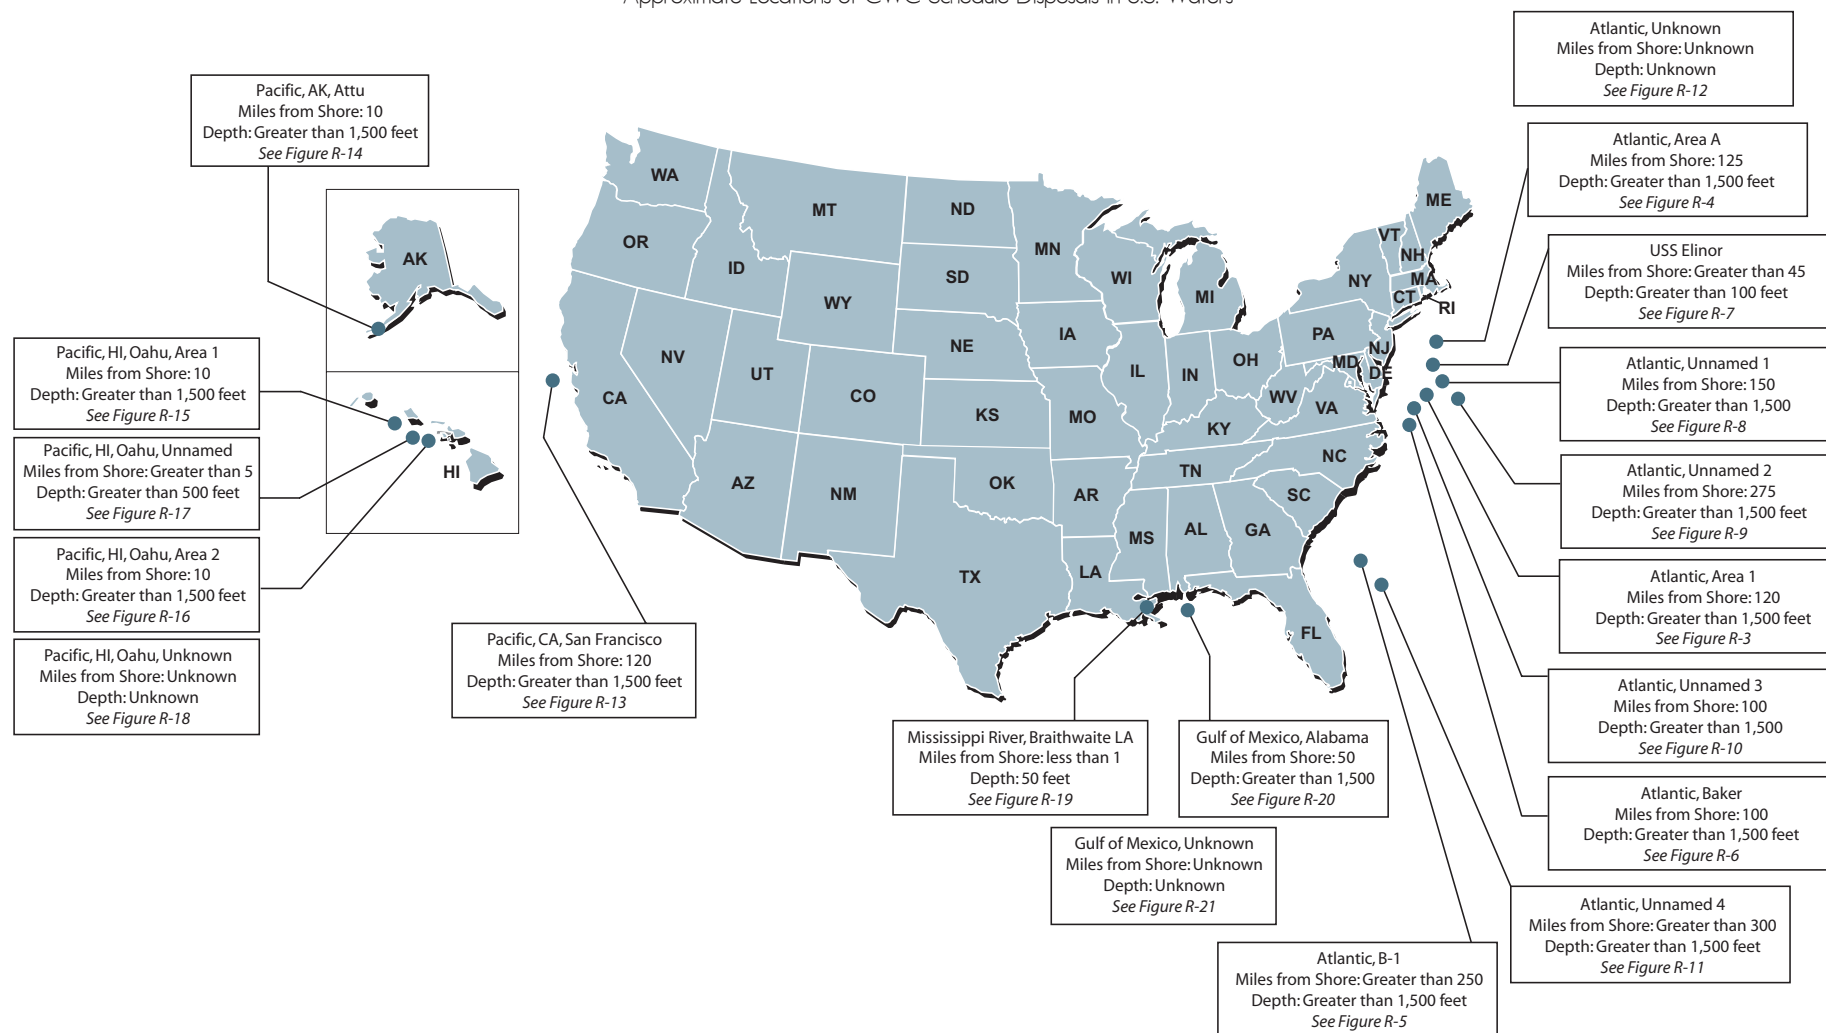 Approximate Locations of CWC Schedule Disposals in U.S. Waters
Atlantic, Unknown
Miles from Shore: Unknown
Depth: Unknown
See Figure R-12
Pacific, AK, Attu
Miles from Shore: 10
Depth: Greater than 1,500 feet
See Figure R-14
Atlantic, Area A
Miles from Shore: 125
Depth: Greater than 1,500 feet
See Figure R-4
USS Elinor
Miles from Shore: Greater than 45
Depth: Greater than 100 feet
See Figure R-7
Pacific, HI, Oahu, Area 1
Miles from Shore: 10
Depth: Greater than 1,500 feet
See Figure R-15
Atlantic, Unnamed 1
Miles from Shore: 150
Depth: Greater than 1,500
See Figure R-8
Pacific, HI, Oahu, Unnamed
Miles from Shore: Greater than 5
Depth: Greater than 500 feet
See Figure R-17
Atlantic, Unnamed 2
Miles from Shore: 275
Depth: Greater than 1,500 feet
See Figure R-9
Pacific, HI, Oahu, Area 2
Miles from Shore: 10
Depth: Greater than 1,500 feet
See Figure R-16
Atlantic, Area 1
Miles from Shore: 120
Depth: Greater than 1,500 feet
See Figure R-3
Pacific, HI, Oahu, Unknown
Miles from Shore: Unknown
Depth: Unknown
See Figure R-18
Pacific, CA, San Francisco
Miles from Shore: 120
Depth: Greater than 1,500 feet
See Figure R-13
Atlantic, Unnamed 3
Miles from Shore: 100
Depth: Greater than 1,500
See Figure R-10
Mississippi River, Braithwaite LA
Miles from Shore: less than 1
Depth: 50 feet
See Figure R-19
Gulf of Mexico, Alabama
Miles from Shore: 50
Depth: Greater than 1,500
See Figure R-20
Atlantic, Baker
Miles from Shore: 100
Depth: Greater than 1,500 feet
See Figure R-6
Gulf of Mexico, Unknown
Miles from Shore: Unknown
Depth: Unknown
See Figure R-21
Atlantic, Unnamed 4
Miles from Shore: Greater than 300
Depth: Greater than 1,500 feet
See Figure R-11
Atlantic, B-1
Miles from Shore: Greater than 250
Depth: Greater than 1,500 feet
See Figure R-5
AK
HI
WA
OR
CA
NV
ID
MT
WY
UT
AZ
CO
NM
ND
SD
NE
KS
OK
TX
MN
IA
MO
AR
LA
WI
IL
MI
IN
OH
KY
TN
MS
AL
GA
FL
SC
NC
VA
WV
MD
DE
NJ
PA
NY
CT
RI
MA
VT
NH
ME